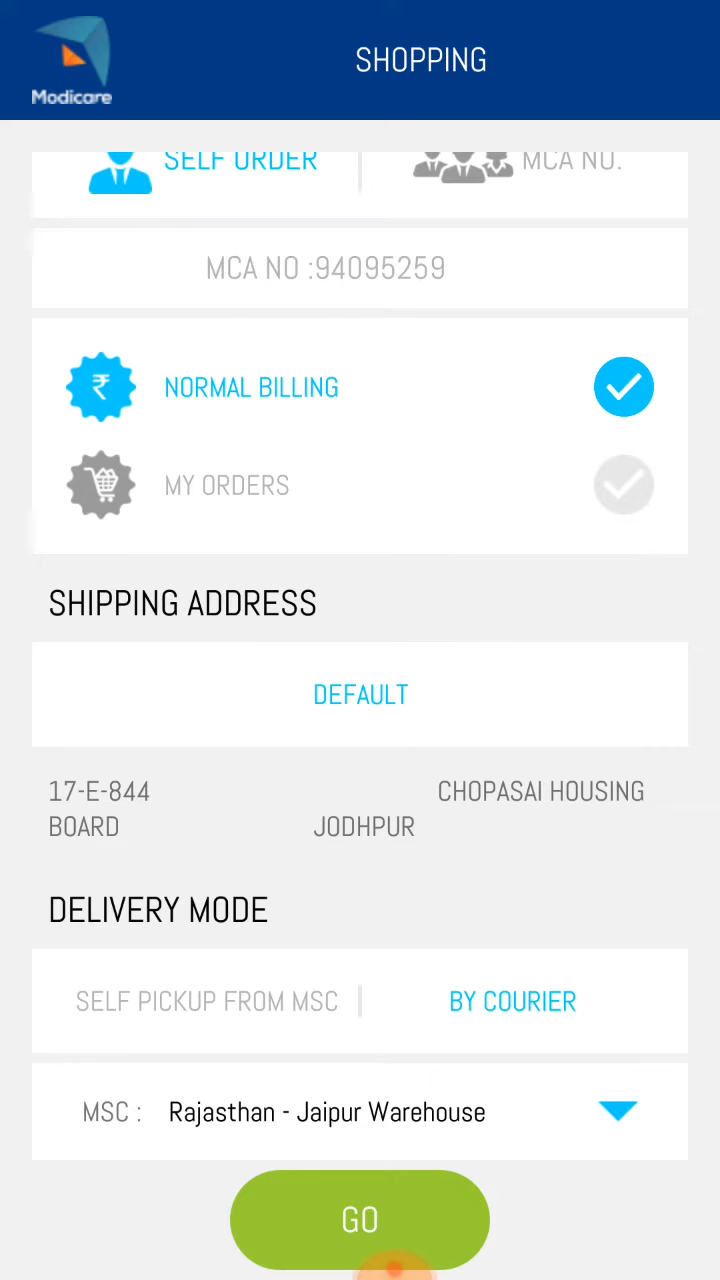 Modicare
SHOPPING
SELF ORDER
MCA NO.
MCA NO :94095259
₹
NORMAL BILLING
MY ORDERS
SHIPPING ADDRESS
DEFAULT
17-E-844 CHOPASAI HOUSING
BOARD JODHPUR
DELIVERY MODE
SELF PICKUP FROM MSC
BY COURIER
MSC : Rajasthan - Jaipur Warehouse
GO